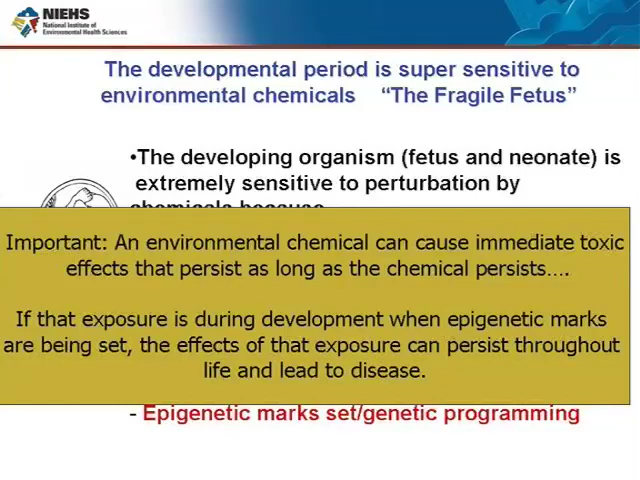 NIEHS
National Institute of
Environmental Health Sciences
The developmental period is super sensitive to
environmental chemicals “The Fragile Fetus”
•The developing organism (fetus and neonate) is
extremely sensitive to perturbation by
chemicals because
Important: An environmental chemical can cause immediate toxic
effects that persist as long as the chemical persists….
If that exposure is during development when epigenetic marks
are being set, the effects of that exposure can persist throughout
life and lead to disease.
- Epigenetic marks set/genetic programming